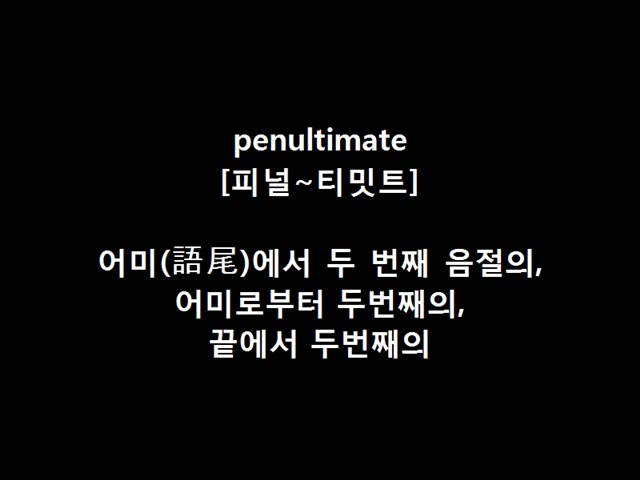 penultimate
[피널~티밋트]
어미(語尾)에서 두 번째 음절의,
어미로부터 두번째의,
끝에서 두번째의